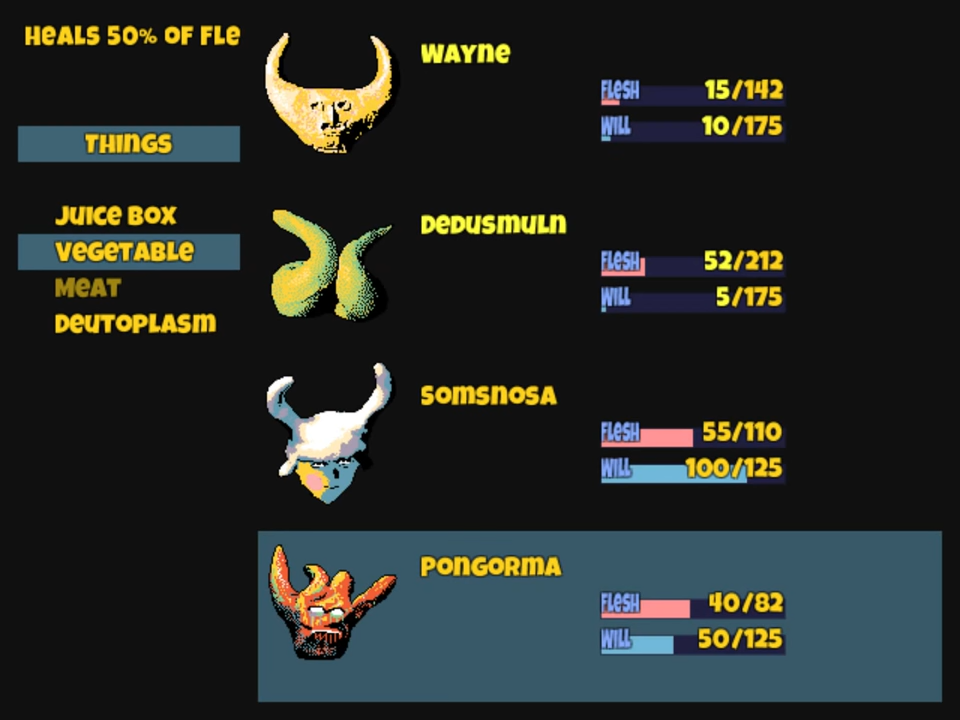 HEALS 50% OF FLE
THINGS
JUICE BOX
VEGETABLE
MEAT
DEUTOPLASM
WAYNE
FLESH 15/142
WILL 10/175
DEDUSMULN
FLESH 52/212
WILL 5/175
SOMSNOSA
FLESH 55/110
WILL 100/125
PONGORMA
FLESH 40/82
WILL 50/125